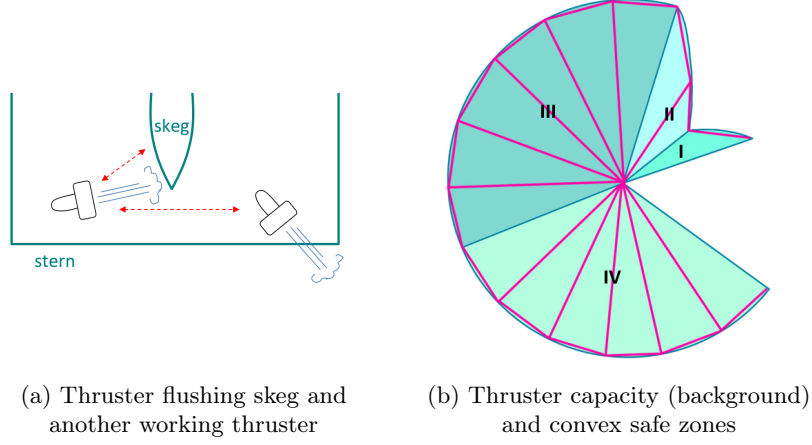 skeg
stern
(a) Thruster flushing skeg and
another working thruster
III
II
I
IV
(b) Thruster capacity (background)
and convex safe zones